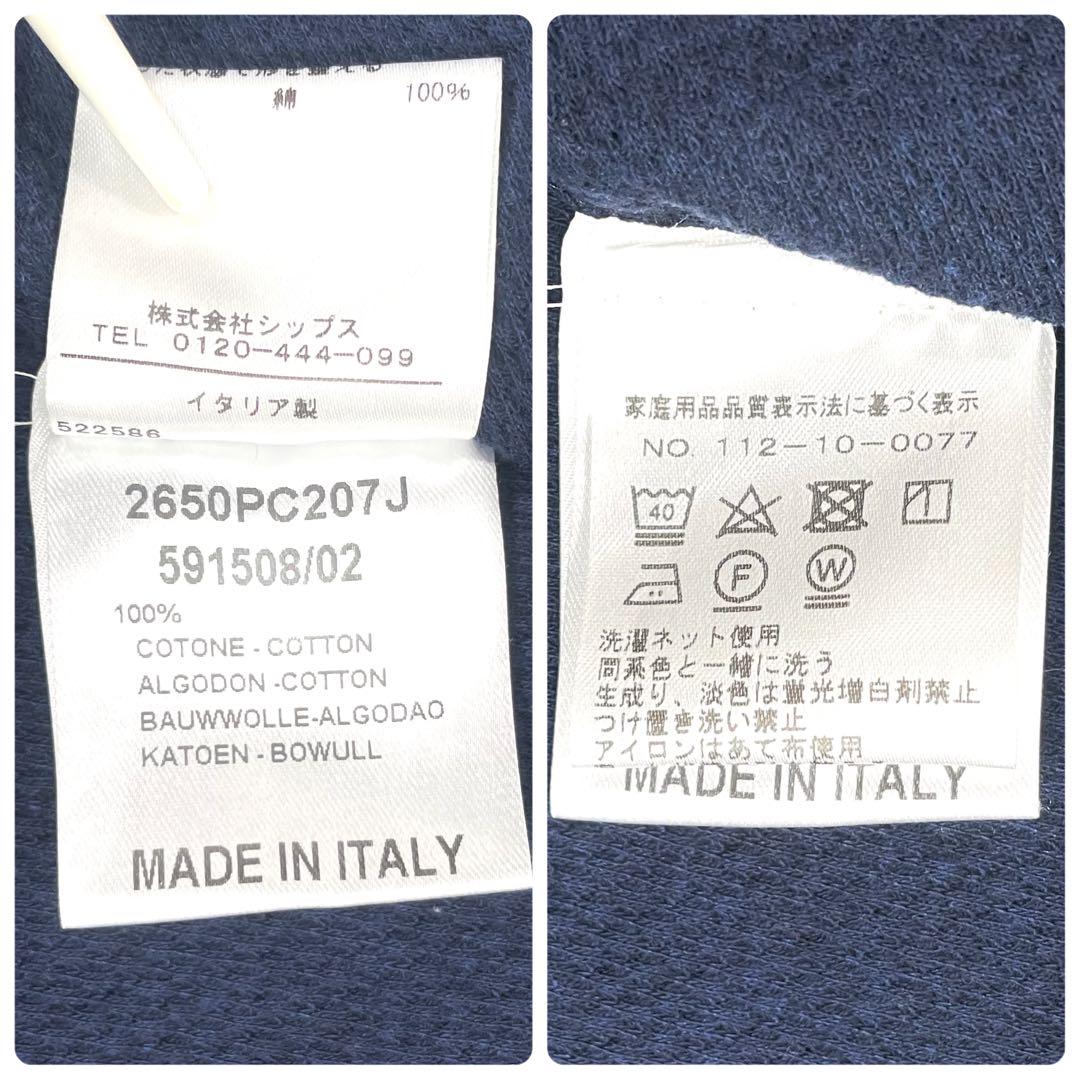 綿 100%
株式会社シップス
TEL 0120-444-099
イタリア製
522586
2650PC207J
591508/02
100%
COTONE - COTTON
ALGODON -COTTON
BAUWWOLLE-ALGODAO
KATOEN - BOWULL
MADE IN ITALY
家庭用品品質表示法に基づく表示
NO. 112-10-0077
40
F W
洗濯ネット使用
同系色と一緒に洗う
生成り、淡色は蛍光増白剤禁止
つけ置き洗い禁止
アイロンはあて布使用
MADE IN ITALY